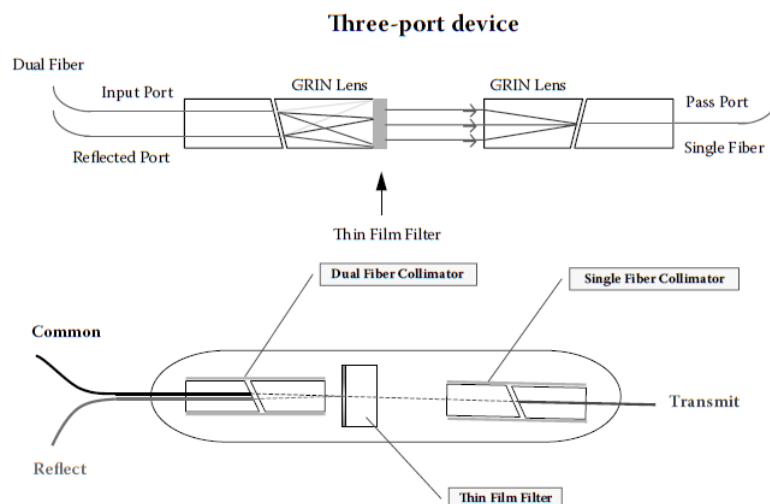 Three-port device
Dual Fiber
Input Port
GRIN Lens
GRIN Lens
Pass Port
Reflected Port
Single Fiber
Thin Film Filter
Dual Fiber Collimator
Single Fiber Collimator
Common
Transmit
Reflect
Thin Film Filter